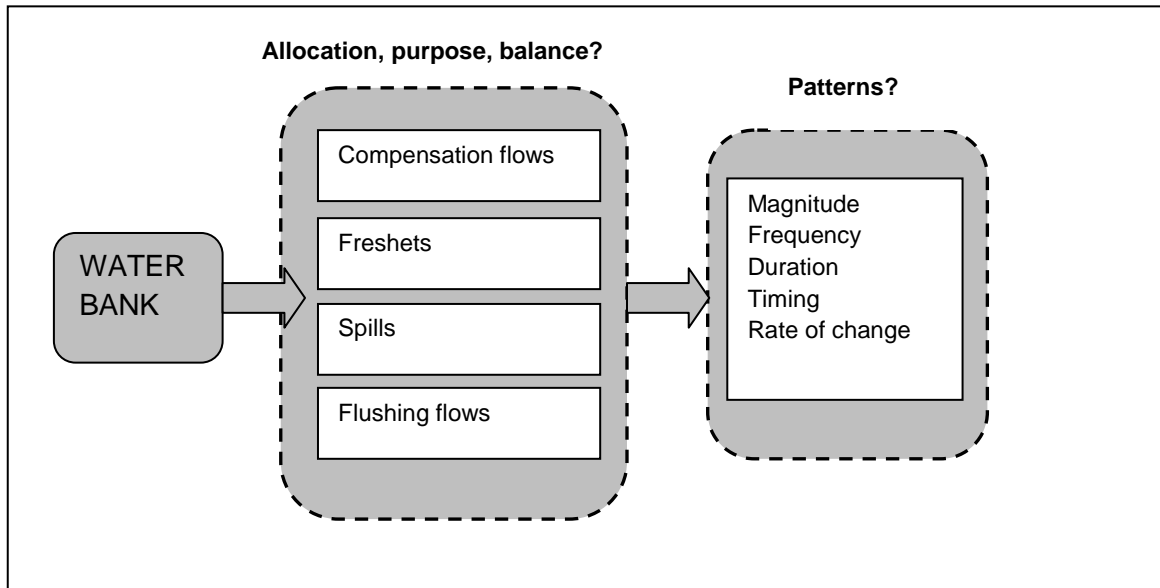 Allocation, purpose, balance?
Patterns?
WATER
BANK
Compensation flows
Freshets
Spills
Flushing flows
Magnitude
Frequency
Duration
Timing
Rate of change